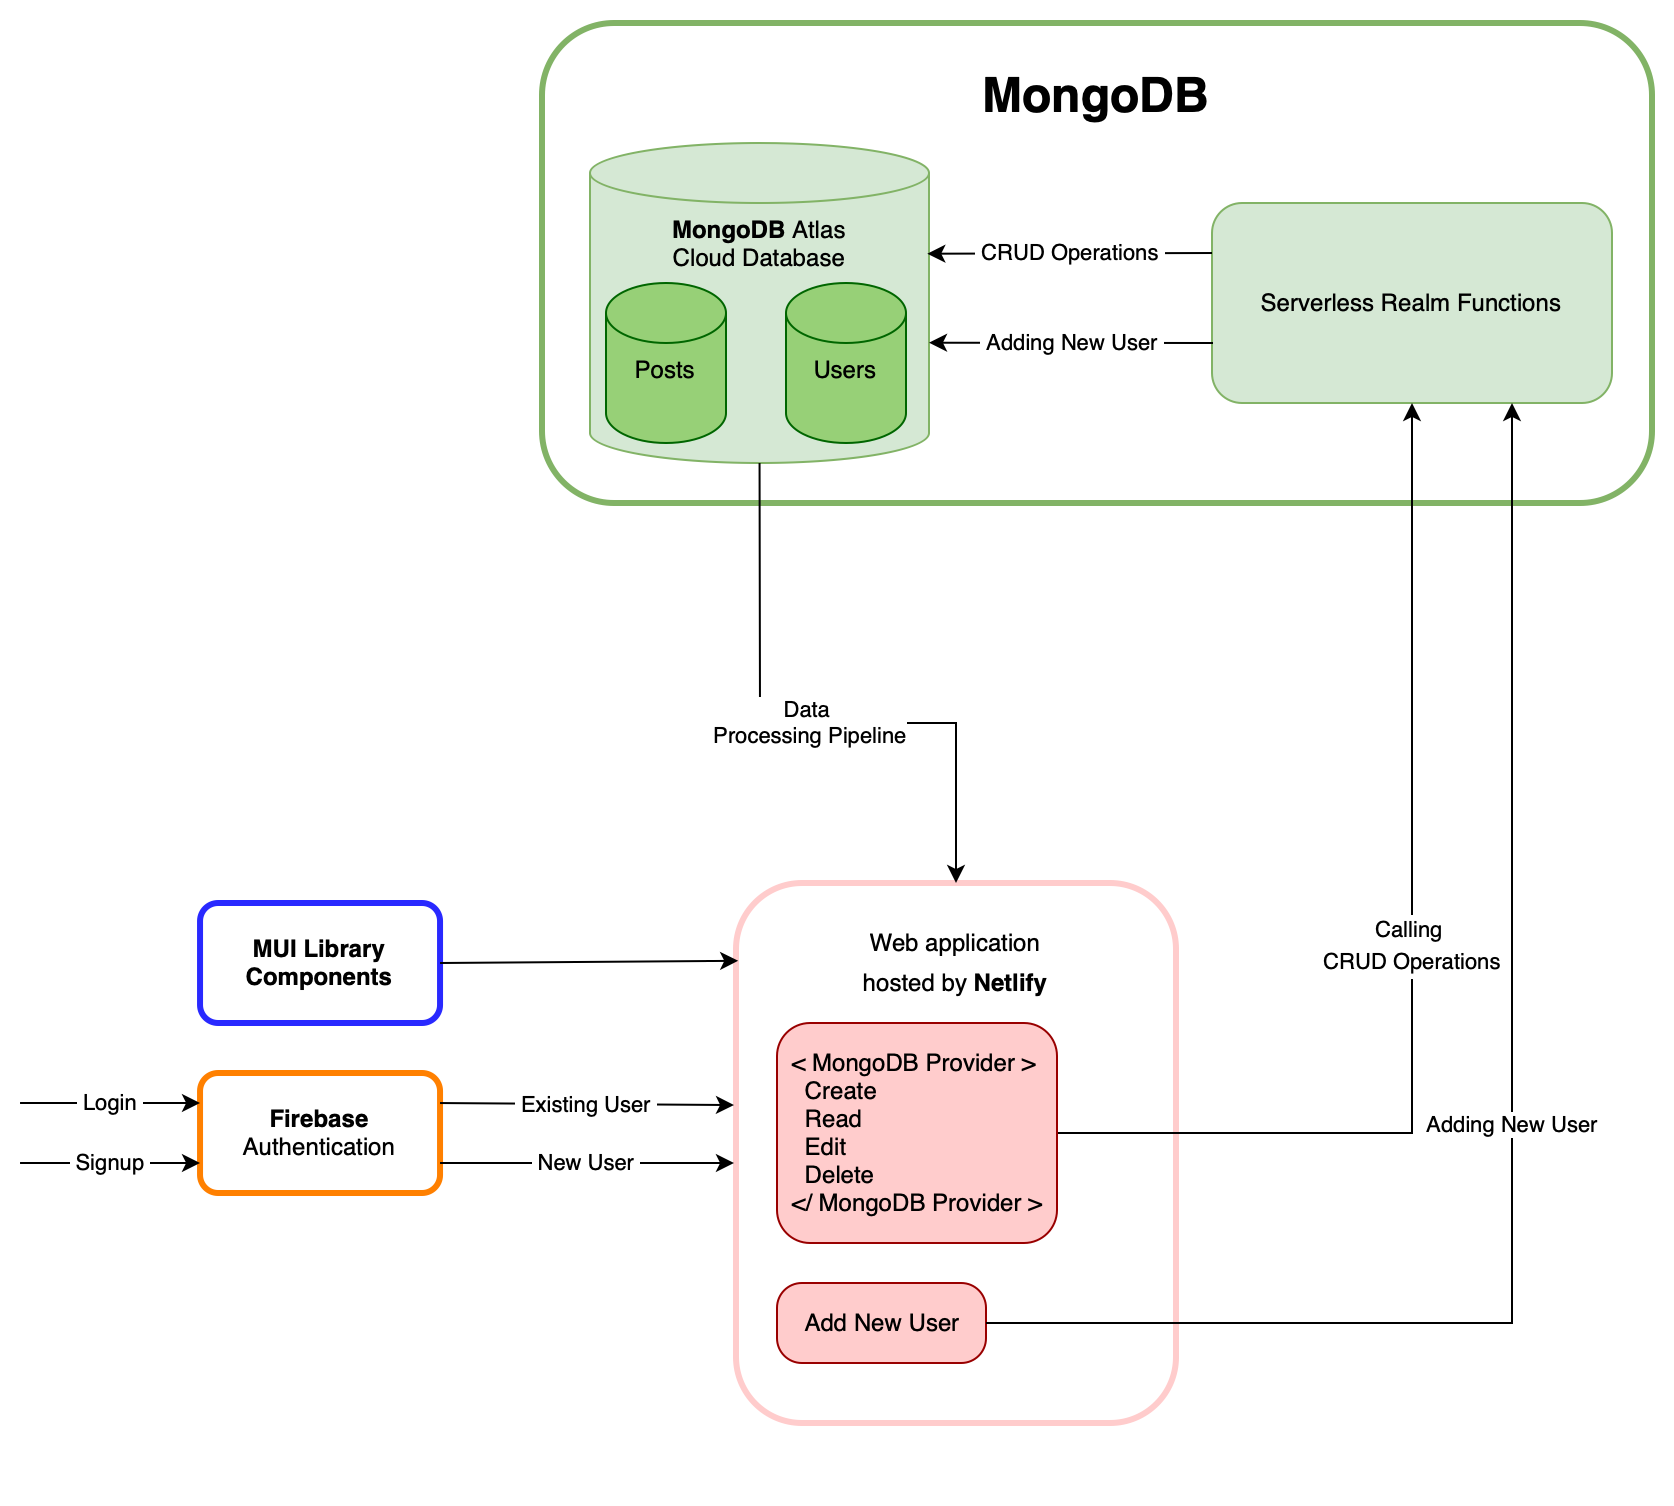 MongoDB
MongoDB Atlas
Cloud Database
Posts
Users
CRUD Operations
Adding New User
Serverless Realm Functions
Data
Processing Pipeline
MUI Library
Components
Login
Signup
Firebase
Authentication
Existing User
New User
Web application
hosted by Netlify
< MongoDB Provider >
Create
Read
Edit
Delete
</ MongoDB Provider >
Add New User
Calling
CRUD Operations
Adding New User